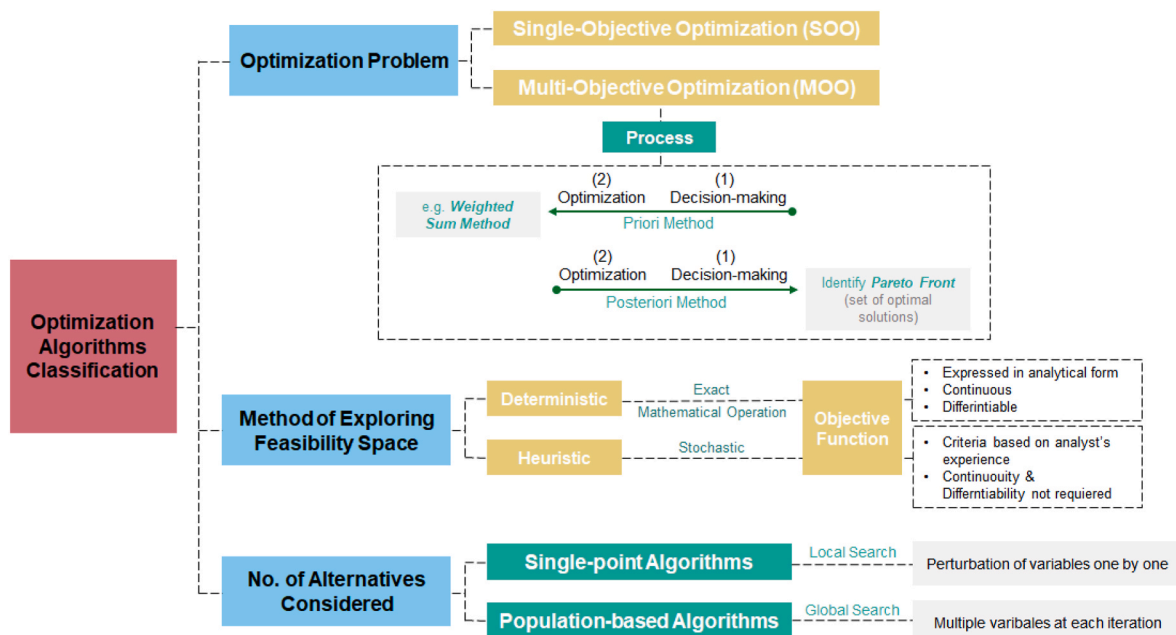 Single-Objective Optimization (SOO)
Optimization Problem
Multi-Objective Optimization (MOO)
Process
(2) (1)
Optimization Decision-making
e.g. Weighted
Sum Method
Priori Method
(2) (1)
Optimization Decision-making
Posteriori Method
Identify Pareto Front
(set of optimal
solutions)
Optimization
Algorithms
Classification
Method of Exploring
Feasibility Space
Deterministic
Exact
Mathematical Operation
Heuristic
Stochastic
Objective
Function
• Expressed in analytical form
• Continuous
• Differintiable
• Criteria based on analyst's
experience
• Continuouity &
Differntiability not requiered
No. of Alternatives
Considered
Single-point Algorithms
Local Search
Perturbation of variables one by one
Population-based Algorithms
Global Search
Multiple varibales at each iteration